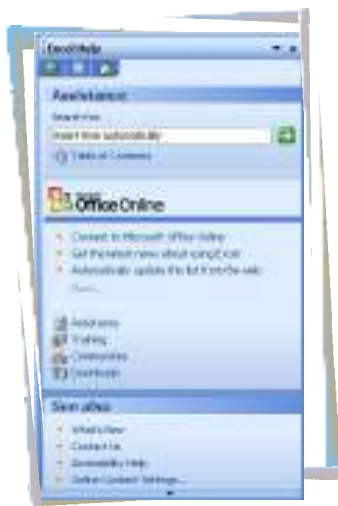 Excel Help
Assistance
Search for:
insert time automatically
Table of Contents
Office Online
Connect to Microsoft Office Online
Get the latest news about using Excel
Automatically update this list from the web
More...
Assistance
Training
Communities
Downloads
See also
What's New
Contact Us
Accessibility Help
Online Content Settings...